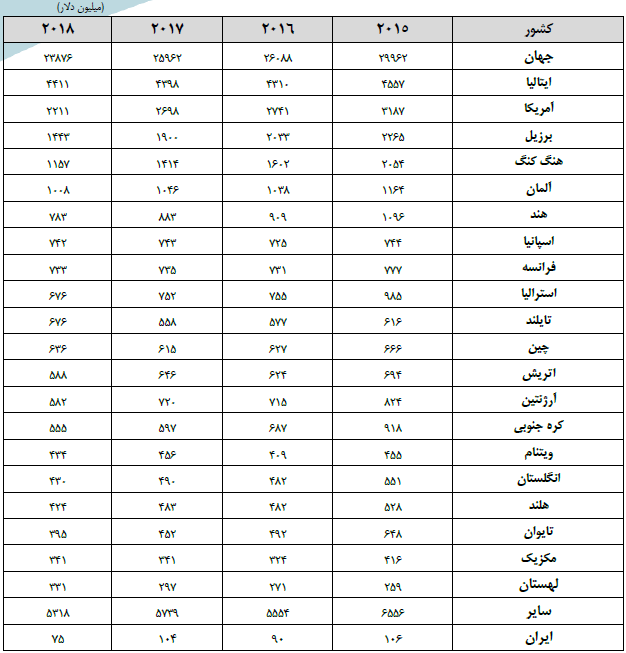 (میلیون دلار)
کشور ۲۰۱۵ ۲۰۱۶ ۲۰۱۷ ۲۰۱۸
جهان ۲۹۹۶۲ ۲۶۰۸۸ ۲۵۹۶۲ ۲۳۸۷۶
ایتالیا ۴۵۵۷ ۴۳۱۰ ۴۳۹۸ ۴۴۱۱
آمریکا ۳۱۸۷ ۲۷۴۱ ۲۶۹۸ ۲۲۱۱
برزیل ۲۲۶۵ ۲۰۳۳ ۱۹۰۰ ۱۴۴۳
هنگ کنگ ۲۰۵۴ ۱۶۰۲ ۱۴۱۴ ۱۱۵۷
آلمان ۱۱۶۴ ۱۰۳۸ ۱۰۴۶ ۱۰۰۸
هند ۱۰۹۶ ۹۰۹ ۸۸۳ ۷۸۳
اسپانیا ۷۴۴ ۷۲۵ ۷۴۳ ۷۴۲
فرانسه ۷۷۷ ۷۳۱ ۷۳۵ ۷۳۳
استرالیا ۹۸۵ ۷۵۵ ۷۵۲ ۶۷۶
تایلند ۶۱۶ ۵۷۷ ۵۵۸ ۶۷۶
چین ۶۶۶ ۶۲۷ ۶۱۵ ۶۳۶
اتریش ۶۹۴ ۶۲۴ ۶۴۶ ۵۸۸
آرژنتین ۸۲۴ ۷۱۵ ۷۲۰ ۵۸۲
کره جنوبی ۹۱۸ ۶۸۷ ۵۹۷ ۵۵۵
ویتنام ۴۵۵ ۴۰۹ ۴۵۶ ۴۳۴
انگلستان ۵۵۱ ۴۸۲ ۴۹۰ ۴۳۰
هلند ۵۲۸ ۴۸۲ ۴۸۳ ۴۲۴
تایوان ۶۴۸ ۴۹۲ ۴۵۲ ۳۹۵
مکزیک ۴۱۶ ۳۲۴ ۳۴۱ ۳۴۱
لهستان ۲۵۹ ۲۷۱ ۲۹۷ ۳۳۱
سایر ۶۵۵۶ ۵۵۵۴ ۵۷۳۹ ۵۳۱۸
ایران ۱۰۶ ۹۰ ۱۰۴ ۷۵